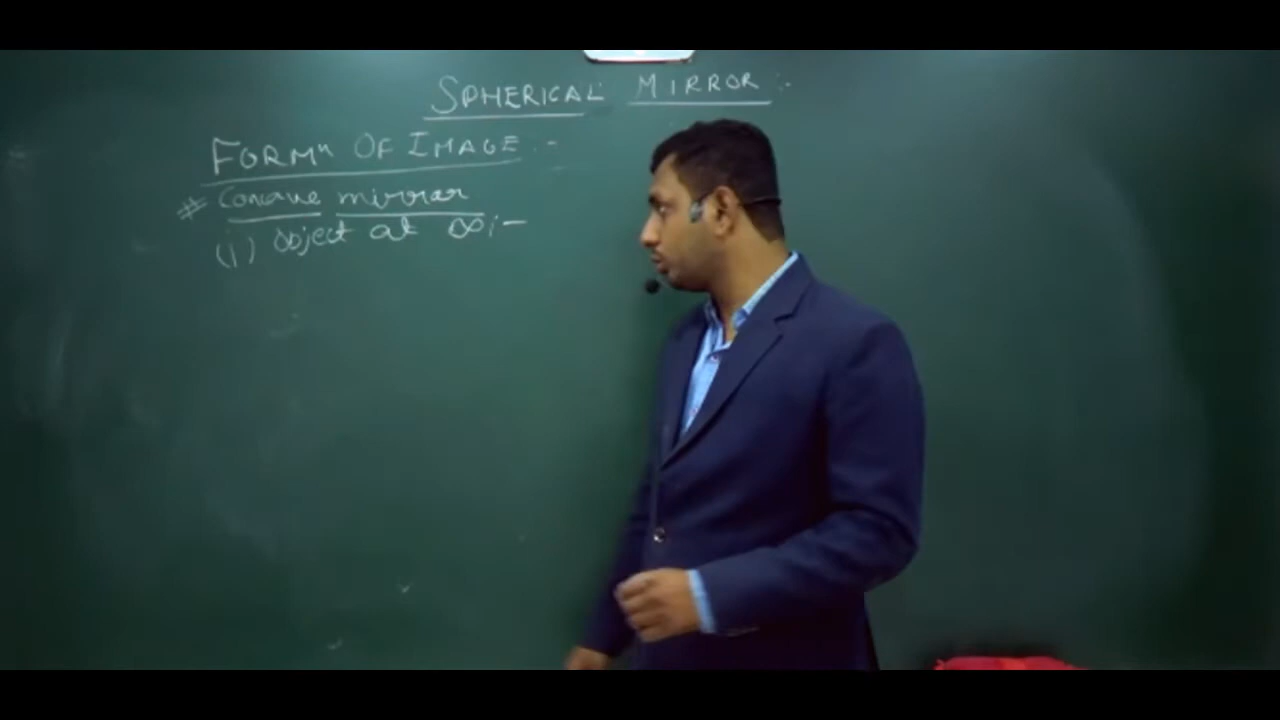 SPHERICAL MIRROR :-
FORMⁿ OF IMAGE :-
# Concave mirror
(i) object at ∞ :-